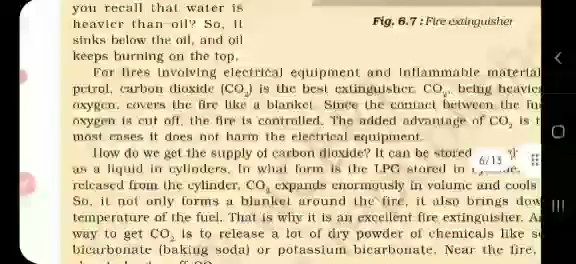 you recall that water is
heavier than oil? So, it
sinks below the oil, and oil
keeps burning on the top.
Fig. 6.7 : Fire extinguisher
For fires involving electrical equipment and inflammable material
petrol, carbon dioxide (CO₂) is the best extinguisher. CO₂, being heavier
oxygen, covers the fire like a blanket. Since the contact between the fu
oxygen is cut off, the fire is controlled. The added advantage of CO₂ is t
most cases it does not harm the electrical equipment.
How do we get the supply of carbon dioxide? It can be stored
6/13
as a liquid in cylinders. In what form is the LPG stored in
released from the cylinder, CO₂ expands enormously in volume and cools
So, it not only forms a blanket around the fire, it also brings dow
temperature of the fuel. That is why it is an excellent fire extinguisher. A
way to get CO₂ is to release a lot of dry powder of chemicals like s
bicarbonate (baking soda) or potassium bicarbonate. Near the fire,